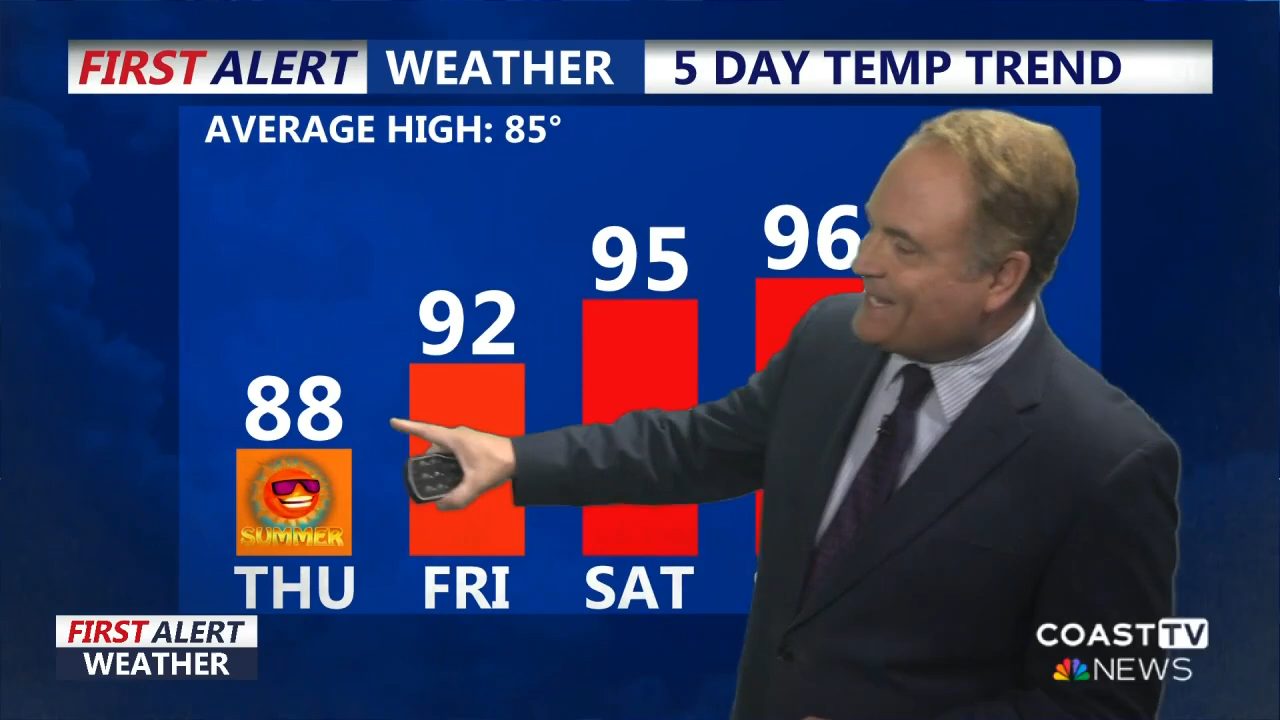 FIRST ALERT WEATHER 5 DAY TEMP TREND
AVERAGE HIGH: 85°
88 92 95 96
SUMMER
THU FRI SAT
FIRST ALERT
WEATHER
COAST TV
NEWS